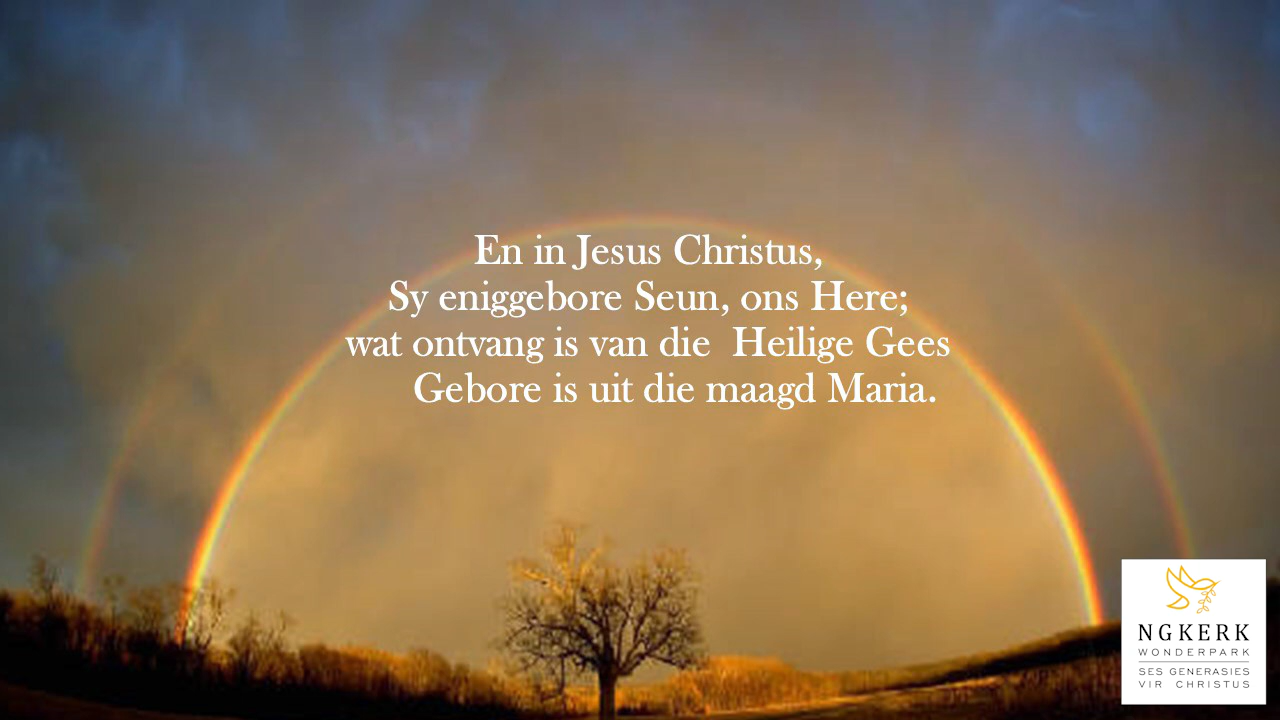 En in Jesus Christus,
Sy eniggebore Seun, ons Here;
wat ontvang is van die  Heilige Gees
Gebore is uit die maagd Maria.
NGKERK
WONDERPARK
SES GENERASIES
VIR CHRISTUS